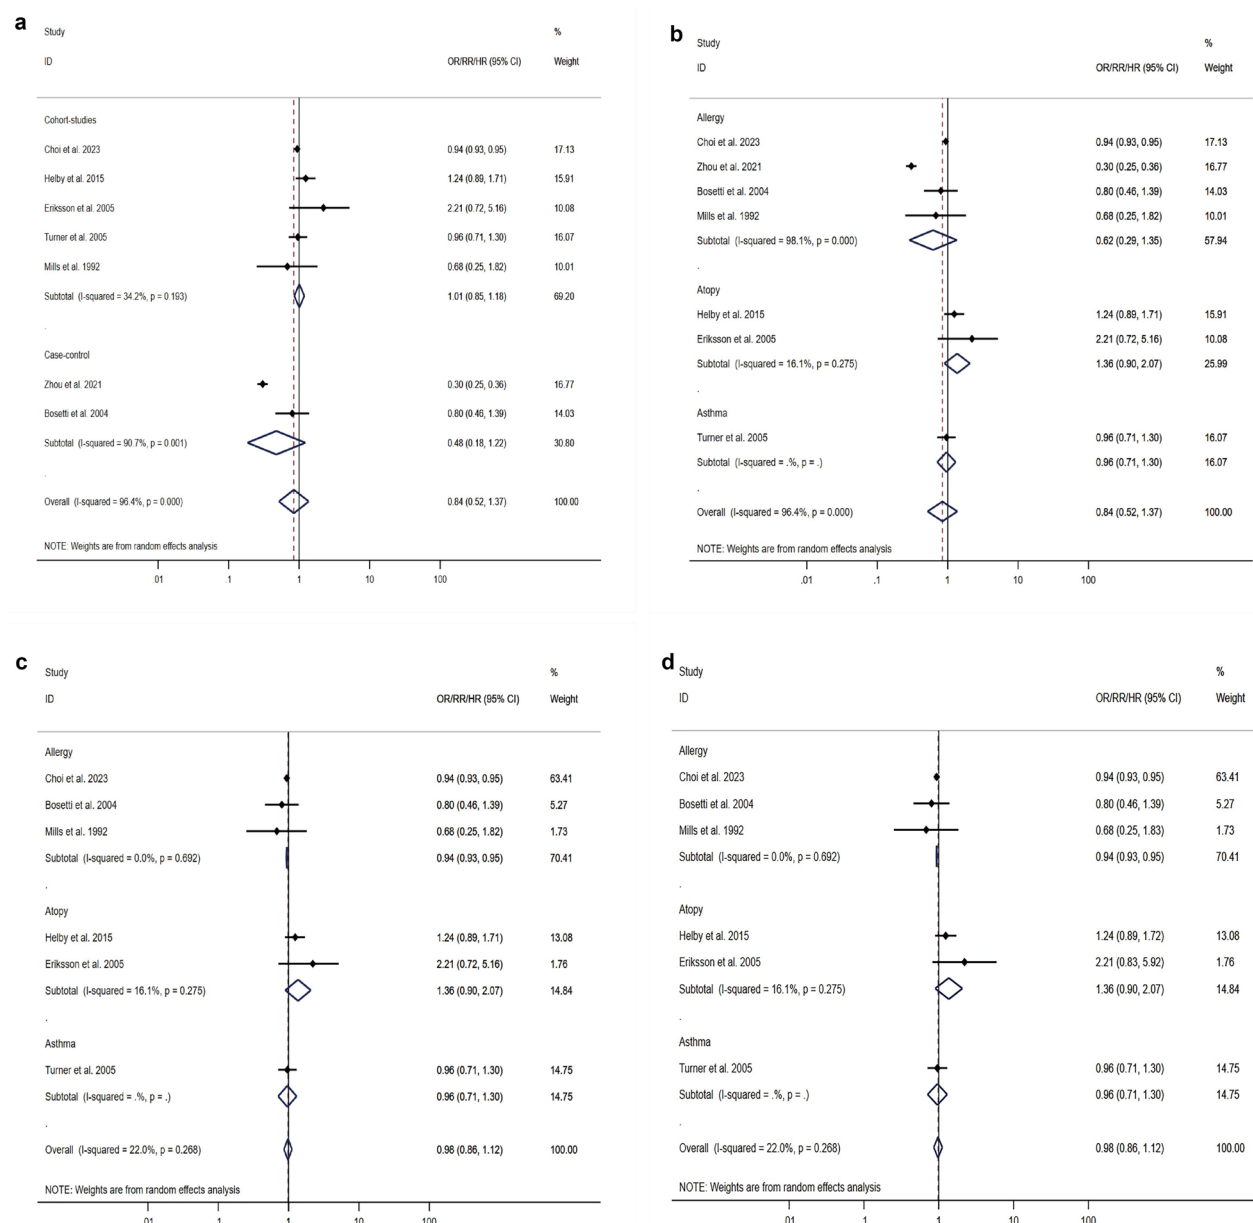 a
Study %
ID OR/RR/HR (95% CI) Weight
Cohort-studies
Choi et al. 2023 0.94 (0.93, 0.95) 17.13
Helby et al. 2015 1.24 (0.89, 1.71) 15.91
Eriksson et al. 2005 2.21 (0.72, 5.16) 10.08
Turner et al. 2005 0.96 (0.71, 1.30) 16.07
Mills et al. 1992 0.68 (0.25, 1.82) 10.01
Subtotal (I-squared = 34.2%, p = 0.193) 1.01 (0.85, 1.18) 69.20
.
Case-control
Zhou et al. 2021 0.30 (0.25, 0.36) 16.77
Bosetti et al. 2004 0.80 (0.46, 1.39) 14.03
Subtotal (I-squared = 90.7%, p = 0.001) 0.48 (0.18, 1.22) 30.80
.
Overall (I-squared = 96.4%, p = 0.000) 0.84 (0.52, 1.37) 100.00
NOTE: Weights are from random effects analysis
.01 .1 1 10 100
b
Study %
ID OR/RR/HR (95% CI) Weight
Allergy
Choi et al. 2023 0.94 (0.93, 0.95) 17.13
Zhou et al. 2021 0.30 (0.25, 0.36) 16.77
Bosetti et al. 2004 0.80 (0.46, 1.39) 14.03
Mills et al. 1992 0.68 (0.25, 1.82) 10.01
Subtotal (I-squared = 98.1%, p = 0.000) 0.62 (0.29, 1.35) 57.94
.
Atopy
Helby et al. 2015 1.24 (0.89, 1.71) 15.91
Eriksson et al. 2005 2.21 (0.72, 5.16) 10.08
Subtotal (I-squared = 16.1%, p = 0.275) 1.36 (0.90, 2.07) 25.99
.
Asthma
Turner et al. 2005 0.96 (0.71, 1.30) 16.07
Subtotal (I-squared = .%, p = .) 0.96 (0.71, 1.30) 16.07
.
Overall (I-squared = 96.4%, p = 0.000) 0.84 (0.52, 1.37) 100.00
NOTE: Weights are from random effects analysis
.01 .1 1 10 100
c
Study %
ID OR/RR/HR (95% CI) Weight
Allergy
Choi et al. 2023 0.94 (0.93, 0.95) 63.41
Bosetti et al. 2004 0.80 (0.46, 1.39) 5.27
Mills et al. 1992 0.68 (0.25, 1.82) 1.73
Subtotal (I-squared = 0.0%, p = 0.692) 0.94 (0.93, 0.95) 70.41
.
Atopy
Helby et al. 2015 1.24 (0.89, 1.71) 13.08
Eriksson et al. 2005 2.21 (0.72, 5.16) 1.76
Subtotal (I-squared = 16.1%, p = 0.275) 1.36 (0.90, 2.07) 14.84
.
Asthma
Turner et al. 2005 0.96 (0.71, 1.30) 14.75
Subtotal (I-squared = .%, p = .) 0.96 (0.71, 1.30) 14.75
.
Overall (I-squared = 22.0%, p = 0.268) 0.98 (0.86, 1.12) 100.00
NOTE: Weights are from random effects analysis
.01 .1 1 10 100
d
Study %
ID OR/RR/HR (95% CI) Weight
Allergy
Choi et al. 2023 0.94 (0.93, 0.95) 63.41
Bosetti et al. 2004 0.80 (0.46, 1.39) 5.27
Mills et al. 1992 0.68 (0.25, 1.83) 1.73
Subtotal (I-squared = 0.0%, p = 0.692) 0.94 (0.93, 0.95) 70.41
.
Atopy
Helby et al. 2015 1.24 (0.89, 1.72) 13.08
Eriksson et al. 2005 2.21 (0.83, 5.92) 1.76
Subtotal (I-squared = 16.1%, p = 0.275) 1.36 (0.90, 2.07) 14.84
.
Asthma
Turner et al. 2005 0.96 (0.71, 1.30) 14.75
Subtotal (I-squared = .%, p = .) 0.96 (0.71, 1.30) 14.75
.
Overall (I-squared = 22.0%, p = 0.268) 0.98 (0.86, 1.12) 100.00
NOTE: Weights are from random effects analysis
.01 .1 1 10 100